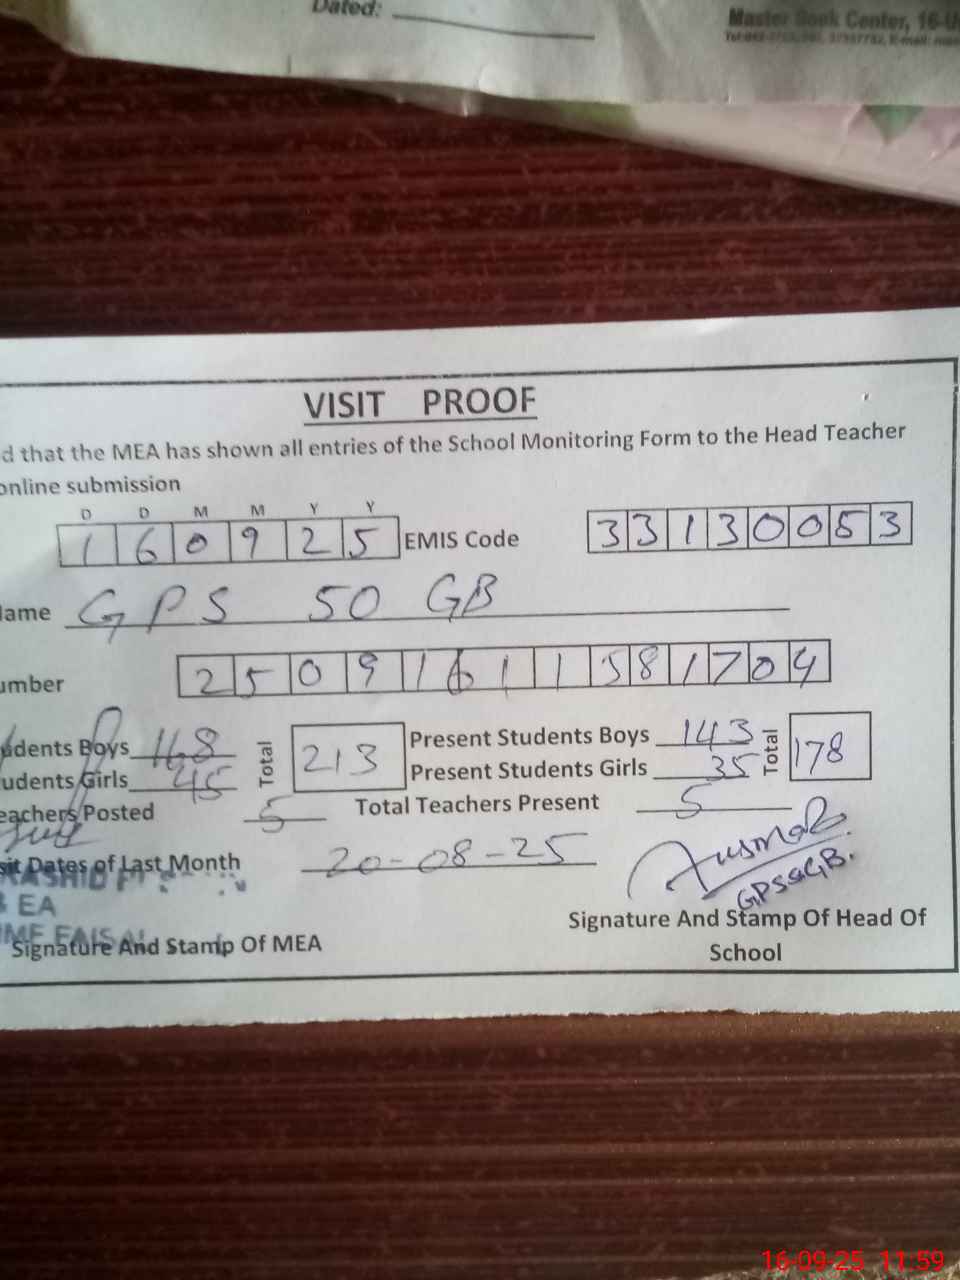 Dated:
Master Book Center, 16-U
VISIT PROOF
d that the MEA has shown all entries of the School Monitoring Form to the Head Teacher
online submission
D D M M Y Y
1 6 0 9 2 5 EMIS Code 3 3 1 3 0 0 5 3
Name GPS 50 GB
umber 2 5 0 9 1 6 1 1 5 8 1 7 0 4
udents Boys 168 Total 213 Present Students Boys 143 Total 178
udents Girls 45 Present Students Girls 35
eachers Posted 5 Total Teachers Present 5
sit Dates of Last Month 20-08-25
RASHID
EA
Signature And Stamp Of MEA
GPS50GB.
Signature And Stamp Of Head Of
School
16-09-25 11:59